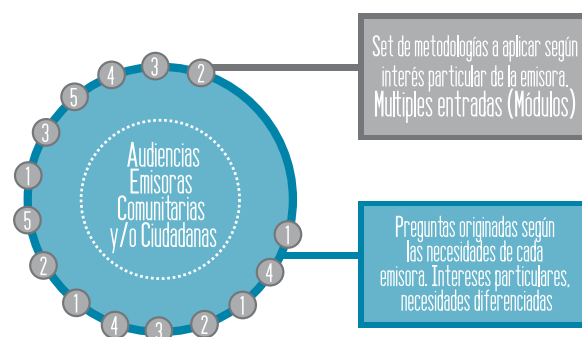 Set de metodologías a aplicar según
interés particular de la emisora.
Multiples entradas (Módulos)
2
3
4
5
3
1
5
2
1
4
3
2
1
4
1
Audiencias
Emisoras
Comunitarias
y/o Ciudadanas
Preguntas originadas según
las necesidades de cada
emisora. Intereses particulares,
necesidades diferenciadas